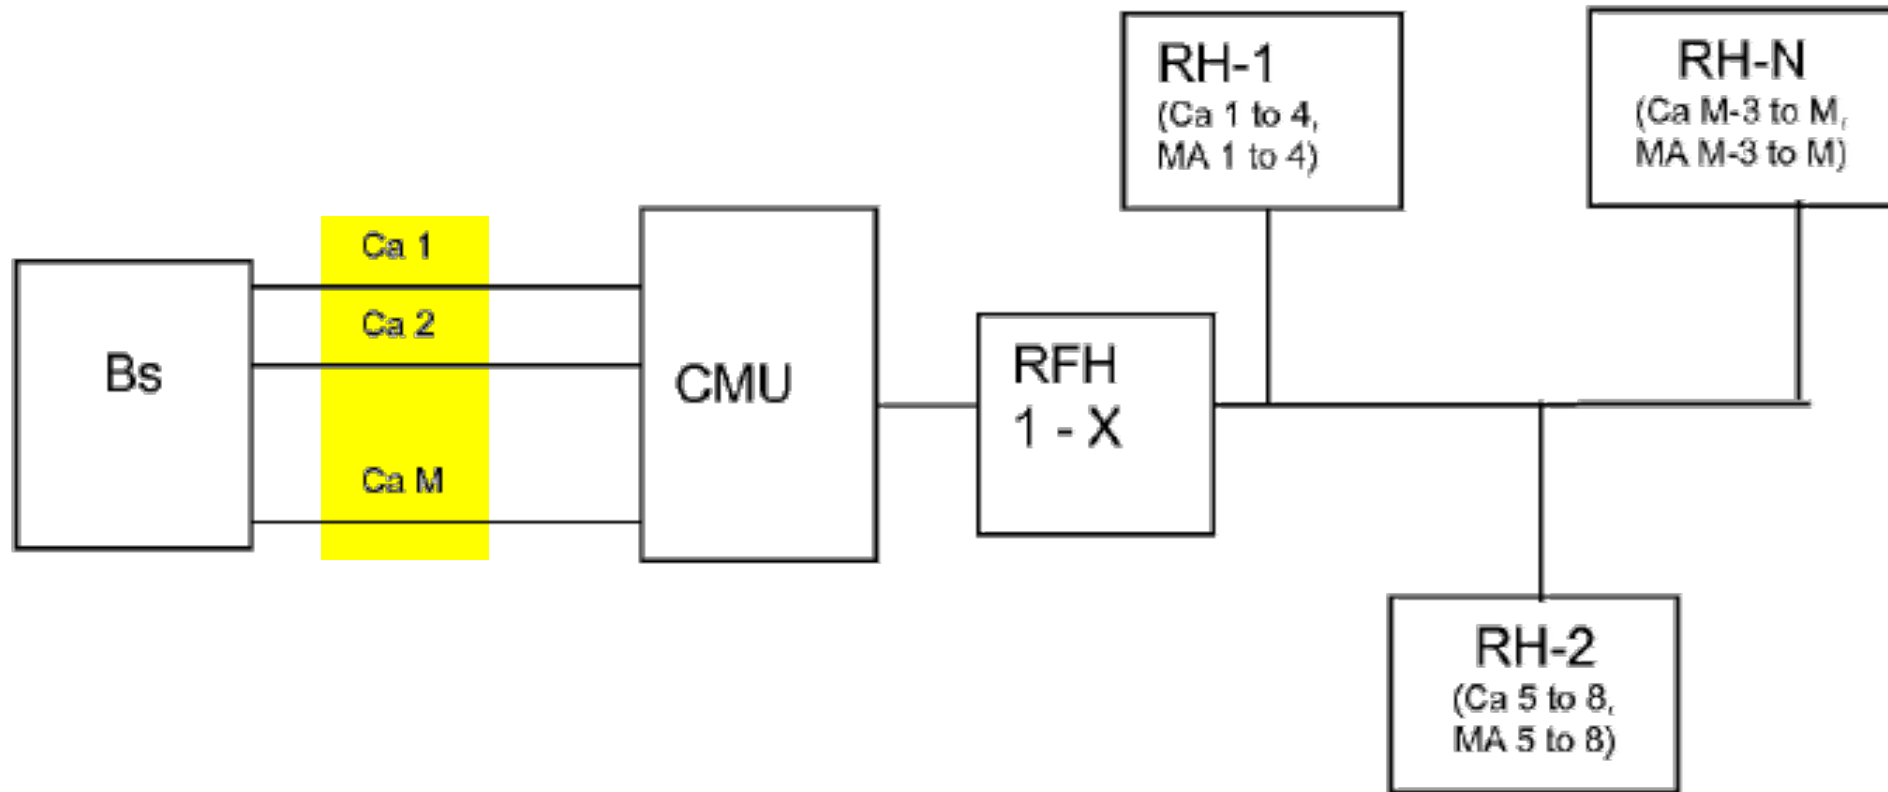 RH-1
(Ca 1 to 4,
MA 1 to 4)
RH-N
(Ca M-3 to M,
MA M-3 to M)
Ca 1
Ca 2
Ca M
Bs
CMU
RFH
1 - X
RH-2
(Ca 5 to 8,
MA 5 to 8)